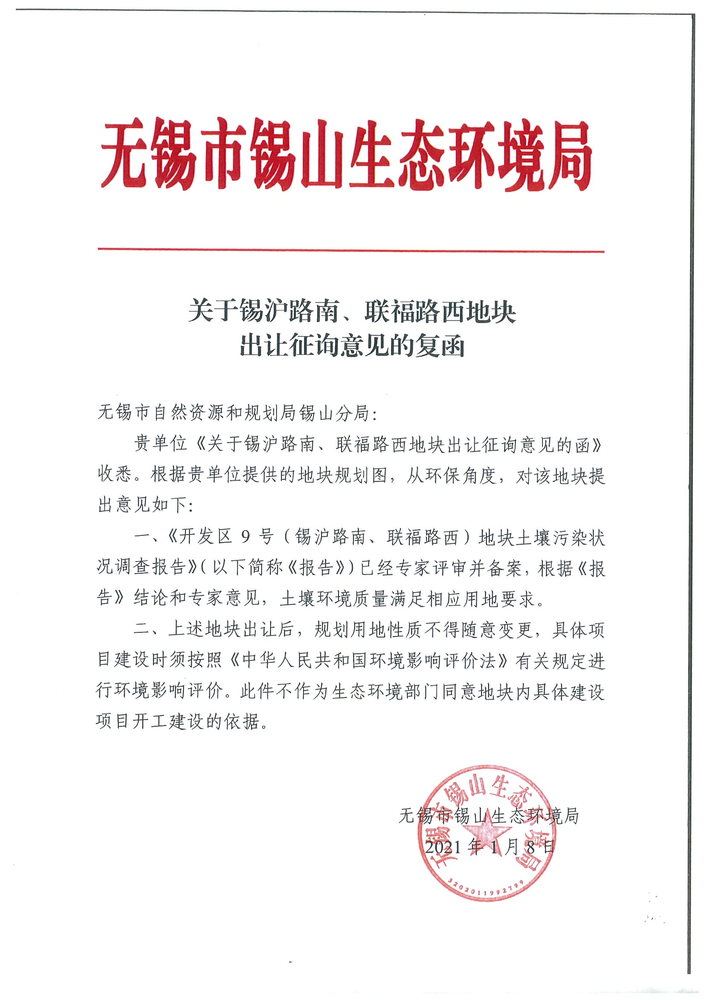 无锡市锡山生态环境局
关于锡沪路南、联福路西地块
出让征询意见的复函
无锡市自然资源和规划局锡山分局：
贵单位《关于锡沪路南、联福路西地块出让征询意见的函》
收悉。根据贵单位提供的地块规划图，从环保角度，对该地块提
出意见如下：
一、《开发区 9 号（锡沪路南、联福路西）地块土壤污染状
况调查报告》（以下简称《报告》）已经专家评审并备案，根据《报
告》结论和专家意见，土壤环境质量满足相应用地要求。
二、上述地块出让后，规划用地性质不得随意变更，具体项
目建设时须按照《中华人民共和国环境影响评价法》有关规定进
行环境影响评价。此件不作为生态环境部门同意地块内具体建设
项目开工建设的依据。
无锡市锡山生态环境局
2021 年 1 月 8 日
无锡市锡山生态环境局
3202011992799